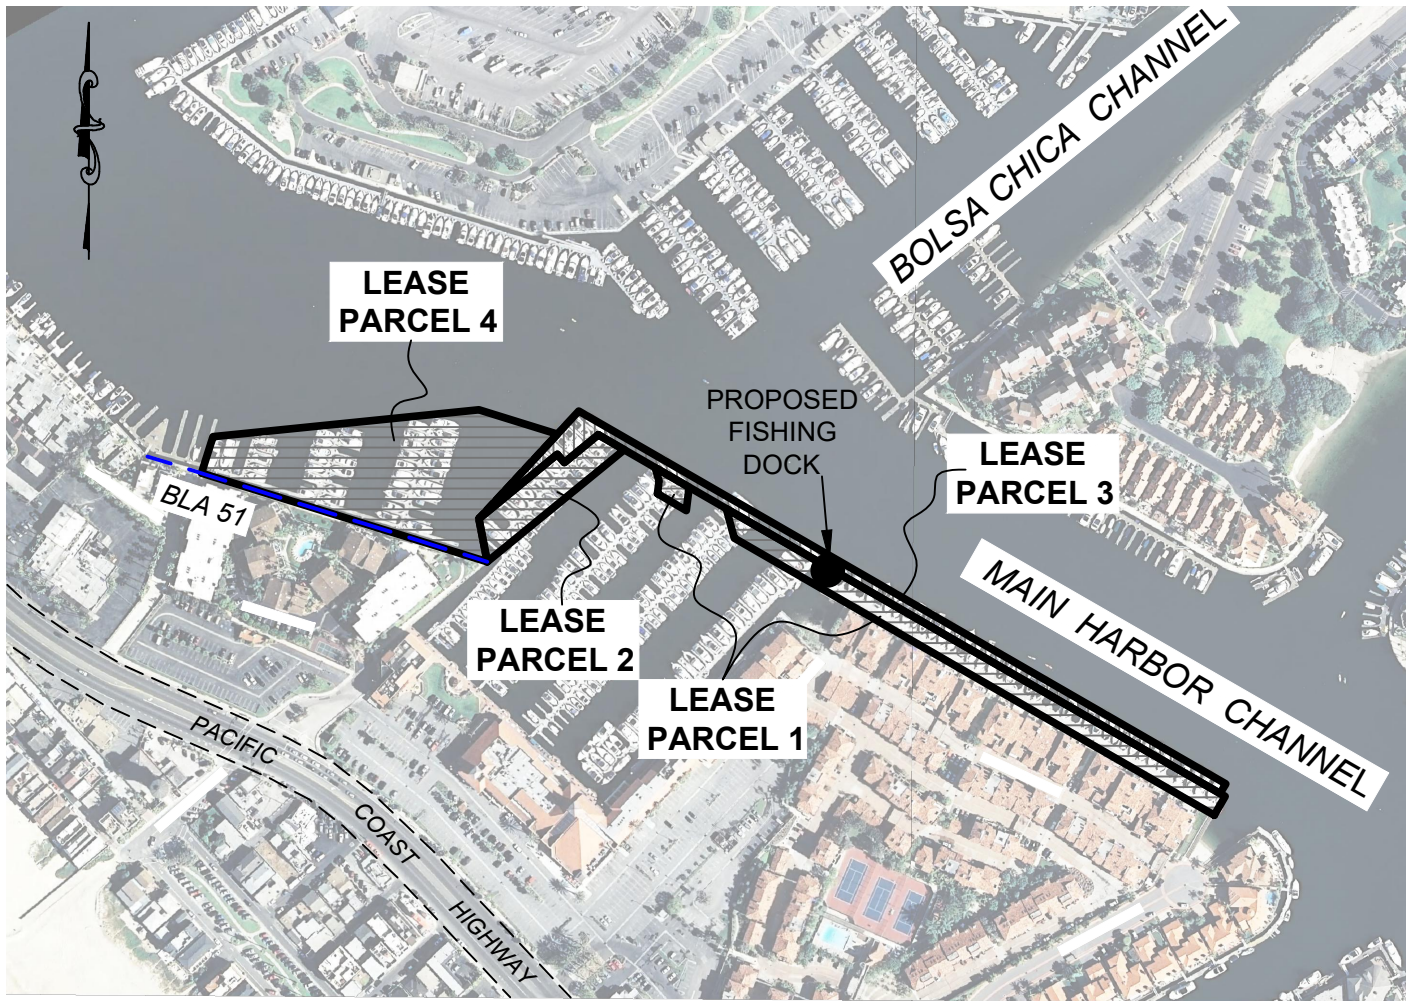 BOLSA CHICA CHANNEL
LEASE
PARCEL 4
PROPOSED
FISHING
DOCK
LEASE
PARCEL 3
BLA 51
MAIN HARBOR CHANNEL
LEASE
PARCEL 2
LEASE
PARCEL 1
PACIFIC
COAST
HIGHWAY